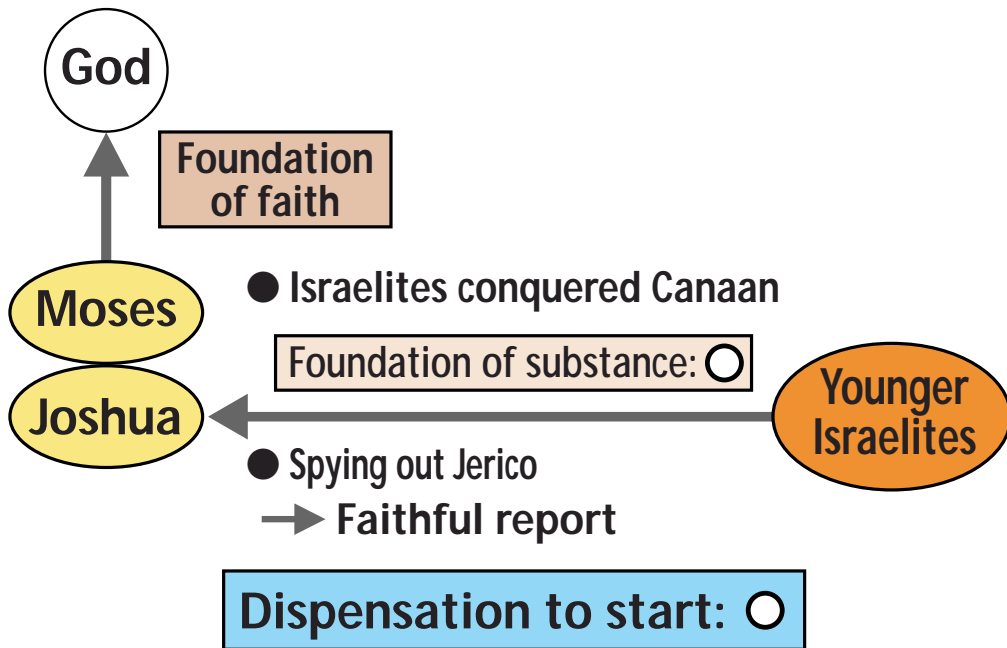 God
Foundation
of faith
Moses
● Israelites conquered Canaan
Foundation of substance: ○
Joshua
Younger
Israelites
● Spying out Jerico
→ Faithful report
Dispensation to start: ○